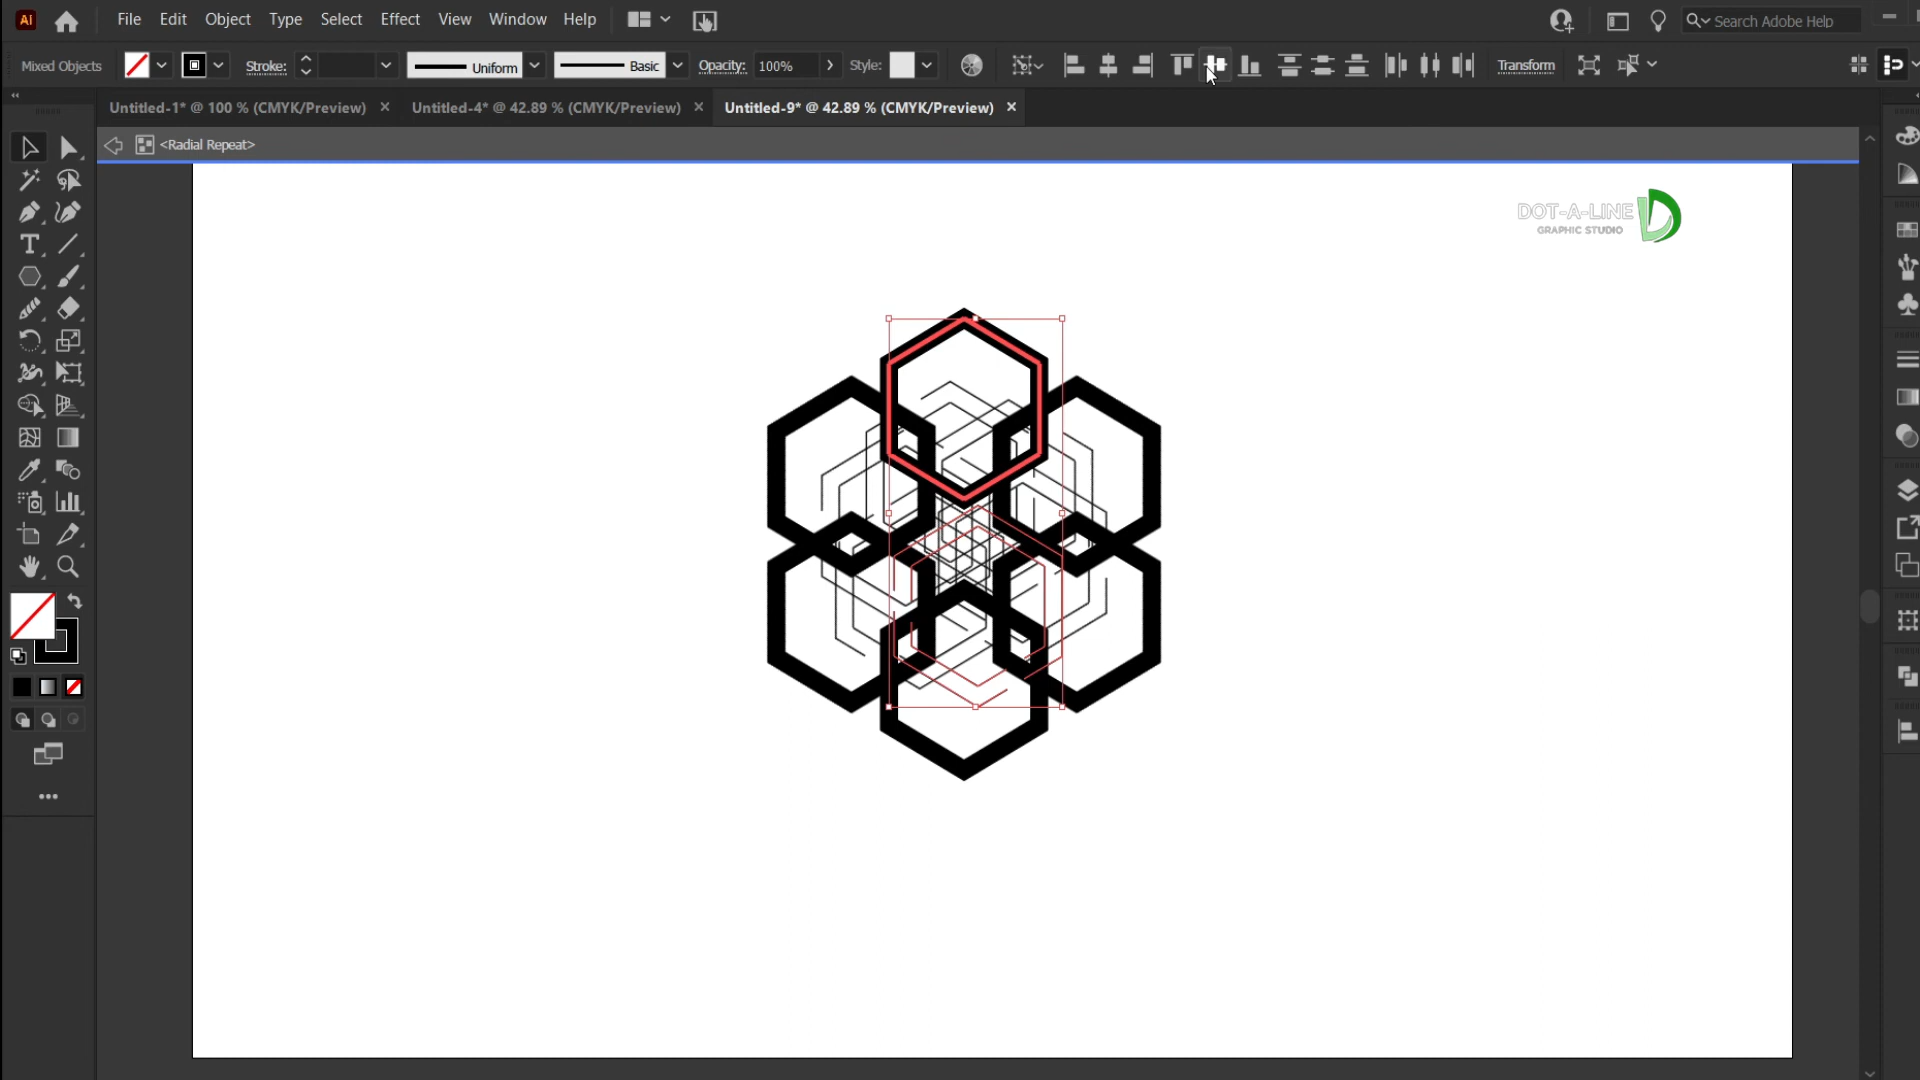 Ai File Edit Object Type Select Effect View Window Help Search Adobe Help
Mixed Objects Stroke: Uniform Basic Opacity: 100% Style: Transform
Untitled-1* @ 100 % (CMYK/Preview) × Untitled-4* @ 42.89 % (CMYK/Preview) × Untitled-9* @ 42.89 % (CMYK/Preview) ×
<Radial Repeat>
DOT-A-LINE
GRAPHIC STUDIO